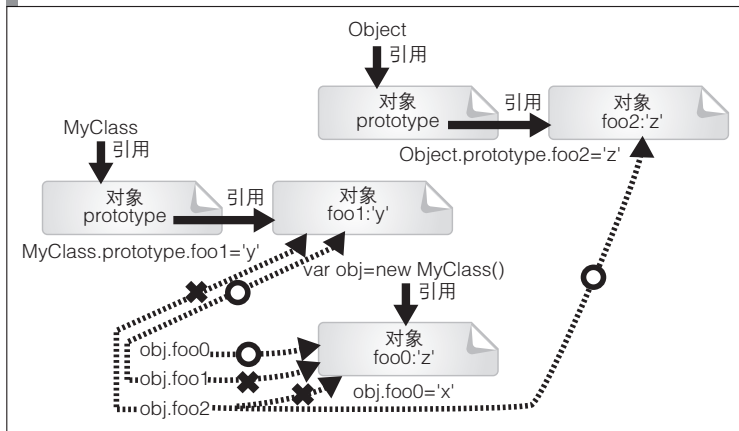 Object
引用
对象
prototype
引用
对象
foo2:'z'
Object.prototype.foo2='z'
MyClass
引用
对象
prototype
引用
对象
foo1:'y'
MyClass.prototype.foo1='y'
var obj=new MyClass()
引用
对象
foo0:'z'
obj.foo0='x'
obj.foo0
obj.foo1
obj.foo2